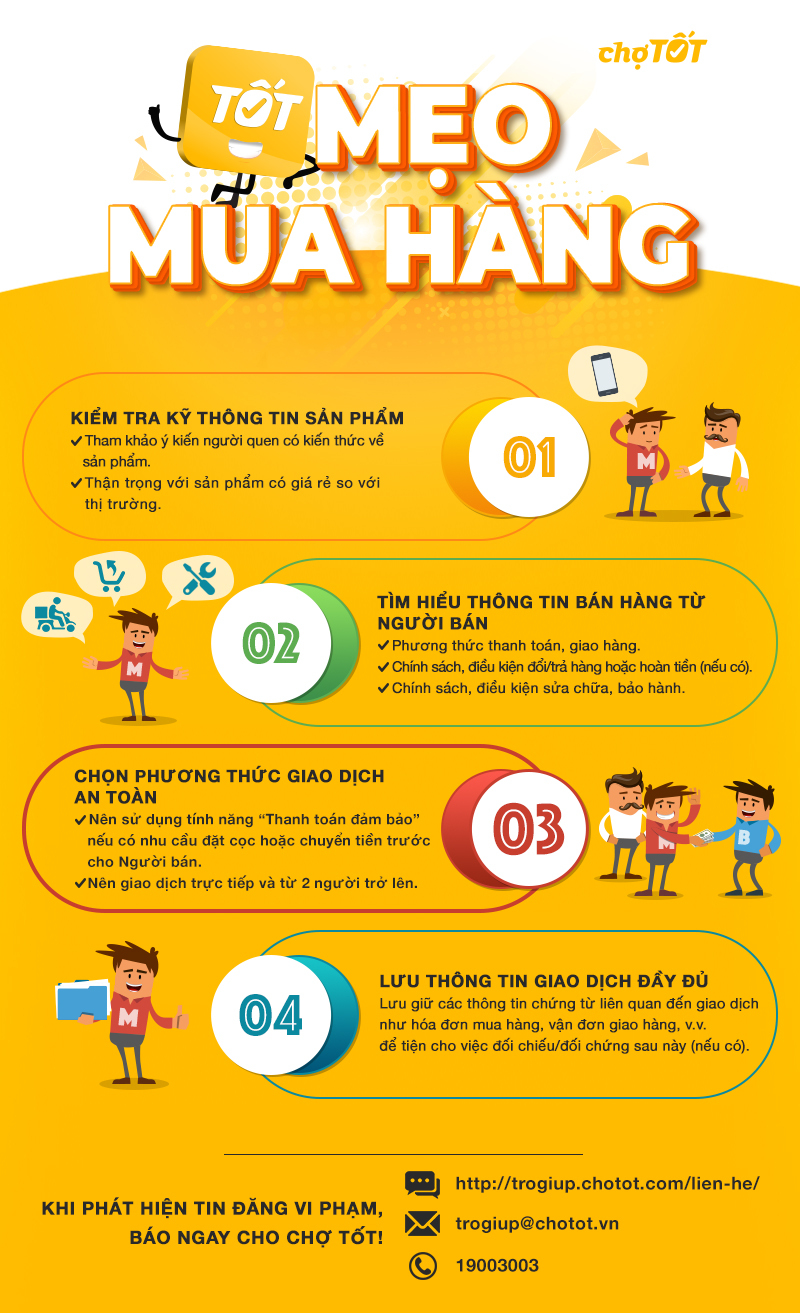 chợTỐT
TỐT
MẸO
MUA HÀNG
KIỂM TRA KỸ THÔNG TIN SẢN PHẨM
Tham khảo ý kiến người quen có kiến thức về
sản phẩm.
Thận trọng với sản phẩm có giá rẻ so với
thị trường.
01
M
02
M
TÌM HIỂU THÔNG TIN BÁN HÀNG TỪ
NGƯỜI BÁN
Phương thức thanh toán, giao hàng.
Chính sách, điều kiện đổi/trả hàng hoặc hoàn tiền (nếu có).
Chính sách, điều kiện sửa chữa, bảo hành.
CHỌN PHƯƠNG THỨC GIAO DỊCH
AN TOÀN
Nên sử dụng tính năng “Thanh toán đảm bảo”
nếu có nhu cầu đặt cọc hoặc chuyển tiền trước
cho Người bán.
Nên giao dịch trực tiếp và từ 2 người trở lên.
03
M
B
M
04
LƯU THÔNG TIN GIAO DỊCH ĐẦY ĐỦ
Lưu giữ các thông tin chứng từ liên quan đến giao dịch
như hóa đơn mua hàng, vận đơn giao hàng, v.v.
để tiện cho việc đối chiếu/đối chứng sau này (nếu có).
KHI PHÁT HIỆN TIN ĐĂNG VI PHẠM,
BÁO NGAY CHO CHỢ TỐT!
http://trogiup.chotot.com/lien-he/
trogiup@chotot.vn
19003003